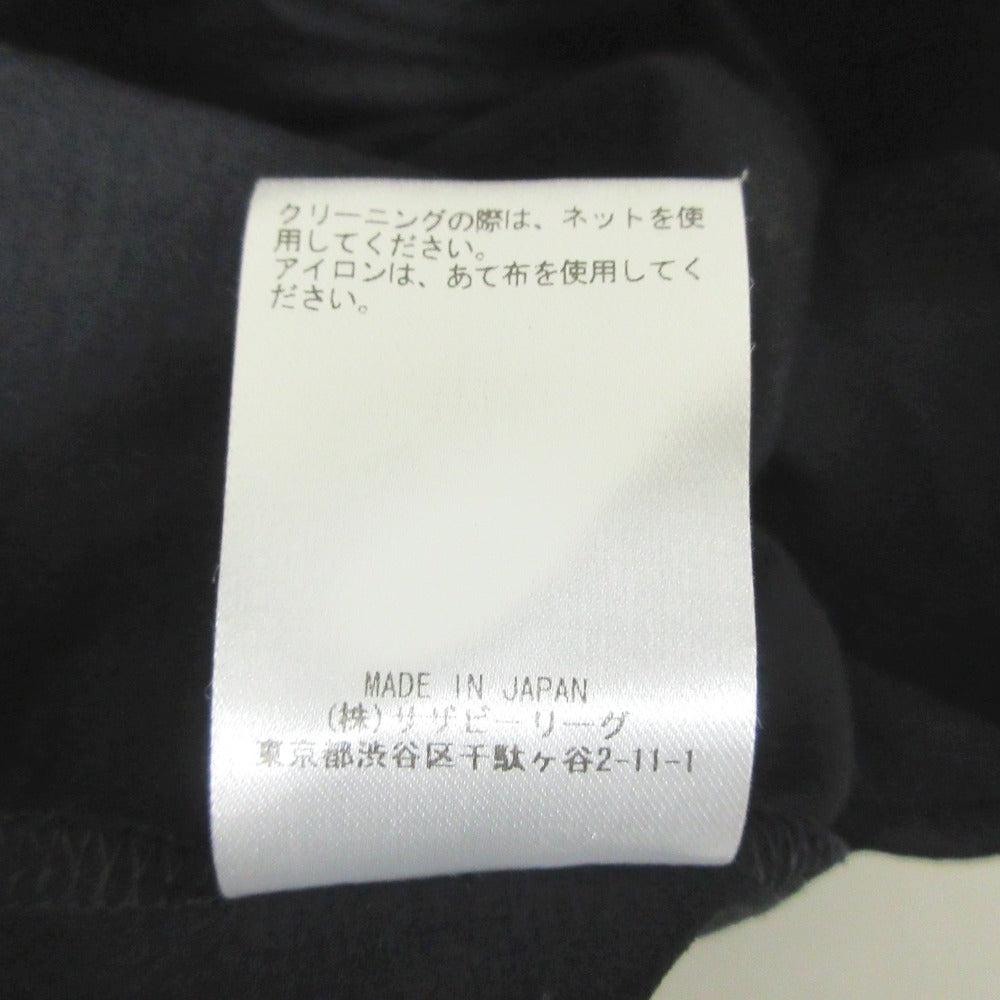 クリーニングの際は、ネットを使
用してください。
アイロンは、あて布を使用してく
ださい。
MADE IN JAPAN
(株)サザビーリーグ
東京都渋谷区千駄ヶ谷2-11-1